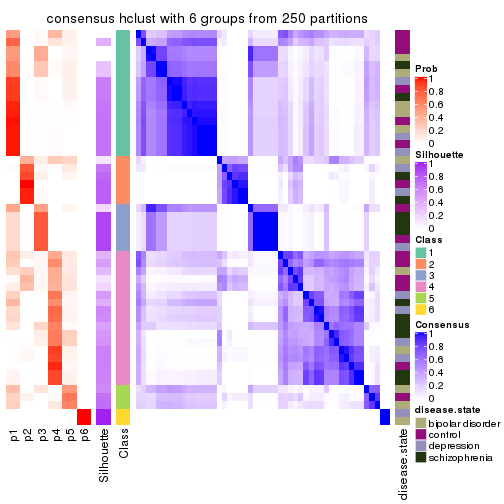 consensus hclust with 6 groups from 250 partitions
Prob
1
0.8
0.6
0.4
0.2
0
Silhouette
1
0.8
0.6
0.4
0.2
0
Class
1
2
3
4
5
6
Consensus
1
0.8
0.6
0.4
0.2
0
disease.state
bipolar disorder
control
depression
schizophrenia
p1
p2
p3
p4
p5
p6
Silhouette
Class
disease.state